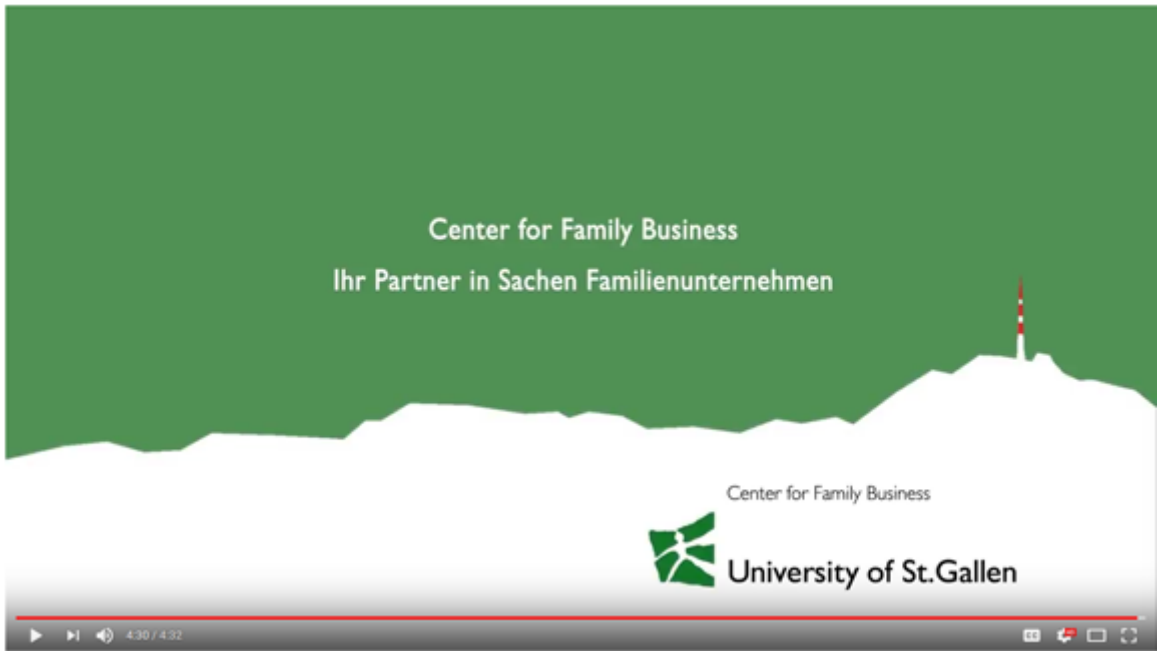 Center for Family Business
Ihr Partner in Sachen Familienunternehmen
Center for Family Business
University of St.Gallen
4:30 / 4:32
CC